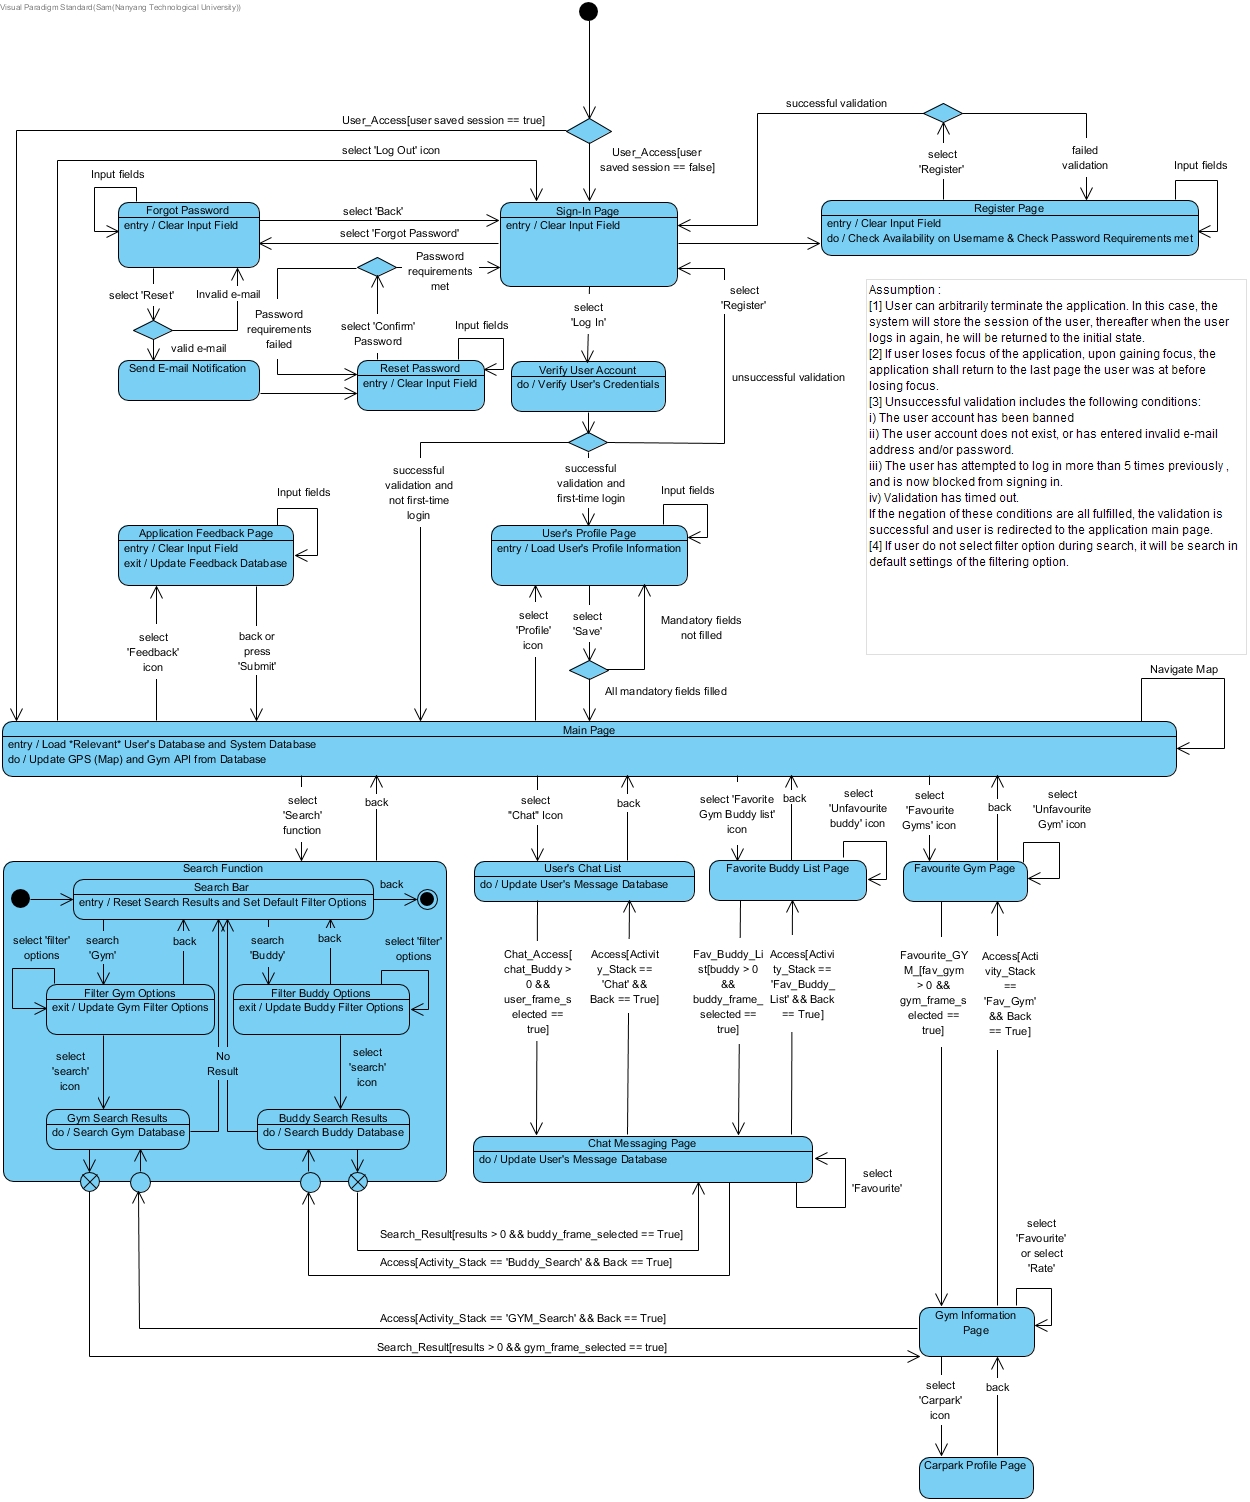 Visual Paradigm Standard(Sam(Nanyang Technological University))
User_Access[user saved session == true]
User_Access[user
saved session == false]
select 'Log Out' icon
successful validation
select
'Register'
failed
validation
Input fields
Input fields
Forgot Password
entry / Clear Input Field
select 'Back'
select 'Forgot Password'
Sign-In Page
entry / Clear Input Field
Register Page
entry / Clear Input Field
do / Check Availability on Username & Check Password Requirements met
select 'Reset'
Invalid e-mail
valid e-mail
Send E-mail Notification
Password
requirements
met
Password
requirements
failed
select 'Confirm'
Password
Input fields
Reset Password
entry / Clear Input Field
select
'Log In'
select
'Register'
Verify User Account
do / Verify User's Credentials
unsuccessful validation
Assumption :
[1] User can arbitrarily terminate the application. In this case, the
system will store the session of the user, thereafter when the user
logs in again, he will be returned to the initial state.
[2] If user loses focus of the application, upon gaining focus, the
application shall return to the last page the user was at before
losing focus.
[3] Unsuccessful validation includes the following conditions:
i) The user account has been banned
ii) The user account does not exist, or has entered invalid e-mail
address and/or password.
iii) The user has attempted to log in more than 5 times previously ,
and is now blocked from signing in.
iv) Validation has timed out.
If the negation of these conditions are all fulfilled, the validation is
successful and user is redirected to the application main page.
[4] If user do not select filter option during search, it will be search in
default settings of the filtering option.
successful
validation and
not first-time
login
successful
validation and
first-time login
Input fields
Input fields
Application Feedback Page
entry / Clear Input Field
exit / Update Feedback Database
User's Profile Page
entry / Load User's Profile Information
select
'Feedback'
icon
back or
press
'Submit'
select
'Profile'
icon
select
'Save'
Mandatory fields
not filled
All mandatory fields filled
Navigate Map
Main Page
entry / Load *Relevant* User's Database and System Database
do / Update GPS (Map) and Gym API from Database
select
'Search'
function
back
select
"Chat" Icon
back
select 'Favorite
Gym Buddy list'
icon
back
select
'Unfavourite
buddy' icon
select
'Favourite
Gyms' icon
back
select
'Unfavourite
Gym' icon
Search Function
Search Bar
entry / Reset Search Results and Set Default Filter Options
back
User's Chat List
do / Update User's Message Database
Favorite Buddy List Page
Favourite Gym Page
select 'filter'
options
search
'Gym'
back
search
'Buddy'
back
select 'filter'
options
Filter Gym Options
exit / Update Gym Filter Options
Filter Buddy Options
exit / Update Buddy Filter Options
select
'search'
icon
No
Result
select
'search'
icon
Gym Search Results
do / Search Gym Database
Buddy Search Results
do / Search Buddy Database
Chat_Access[
chat_Buddy >
0 &&
user_frame_s
elected ==
true]
Access[Activit
y_Stack ==
'Chat' &&
Back == True]
Fav_Buddy_Li
st[buddy > 0
&&
buddy_frame_
selected ==
true]
Access[Activi
ty_Stack ==
'Fav_Buddy_
List' && Back
== True]
Favourite_GY
M_[fav_gym
> 0 &&
gym_frame_s
elected ==
true]
Access[Acti
vity_Stack
==
'Fav_Gym'
&& Back
== True]
Chat Messaging Page
do / Update User's Message Database
select
'Favourite'
Search_Result[results > 0 && buddy_frame_selected == True]
Access[Activity_Stack == 'Buddy_Search' && Back == True]
select
'Favourite'
or select
'Rate'
Access[Activity_Stack == 'GYM_Search' && Back == True]
Search_Result[results > 0 && gym_frame_selected == true]
Gym Information
Page
select
'Carpark'
icon
back
Carpark Profile Page